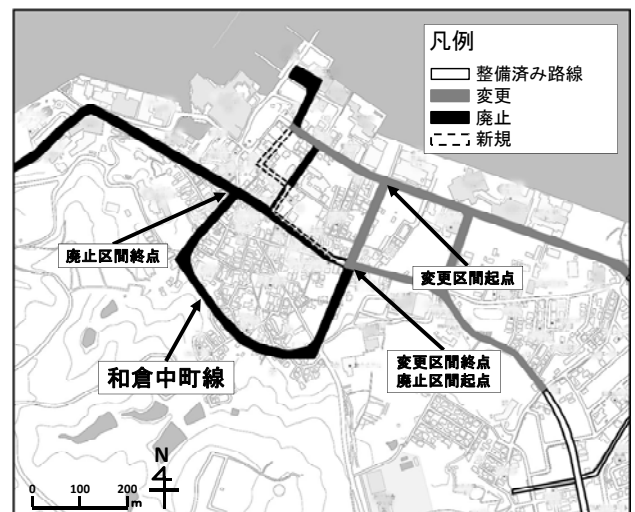 凡例
整備済み路線
変更
廃止
新規
廃止区間終点
変更区間起点
和倉中町線
変更区間終点
廃止区間起点
N
0 100 200
m